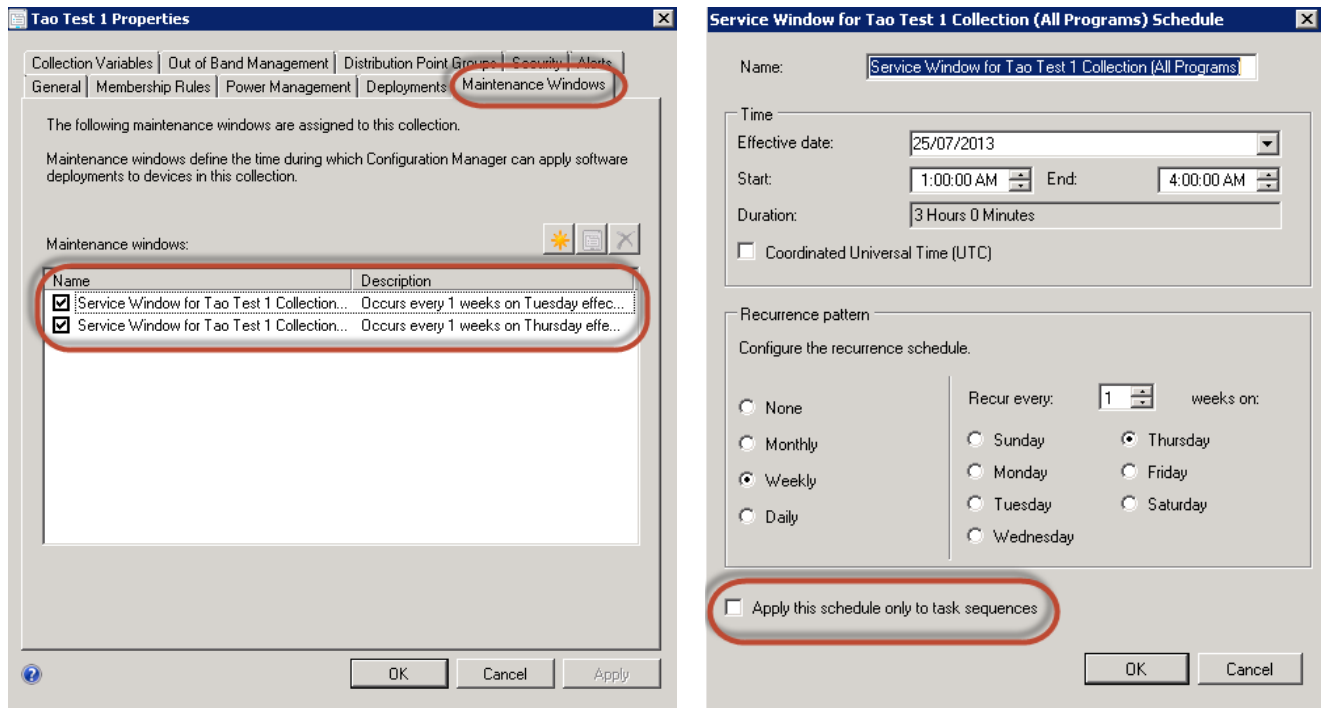 Tao Test 1 Properties
Collection Variables Out of Band Management Distribution Point Groups Security Alerts
General Membership Rules Power Management Deployments Maintenance Windows
The following maintenance windows are assigned to this collection.
Maintenance windows define the time during which Configuration Manager can apply software
deployments to devices in this collection.
Maintenance windows:
Name Description
Service Window for Tao Test 1 Collection... Occurs every 1 weeks on Tuesday effec...
Service Window for Tao Test 1 Collection... Occurs every 1 weeks on Thursday effe...
OK Cancel Apply
Service Window for Tao Test 1 Collection (All Programs) Schedule
Name: Service Window for Tao Test 1 Collection (All Programs)
Time
Effective date: 25/07/2013
Start: 1:00:00 AM End: 4:00:00 AM
Duration: 3 Hours 0 Minutes
Coordinated Universal Time (UTC)
Recurrence pattern
Configure the recurrence schedule.
None
Monthly
Weekly
Daily
Recur every: 1 weeks on:
Sunday Thursday
Monday Friday
Tuesday Saturday
Wednesday
Apply this schedule only to task sequences
OK Cancel